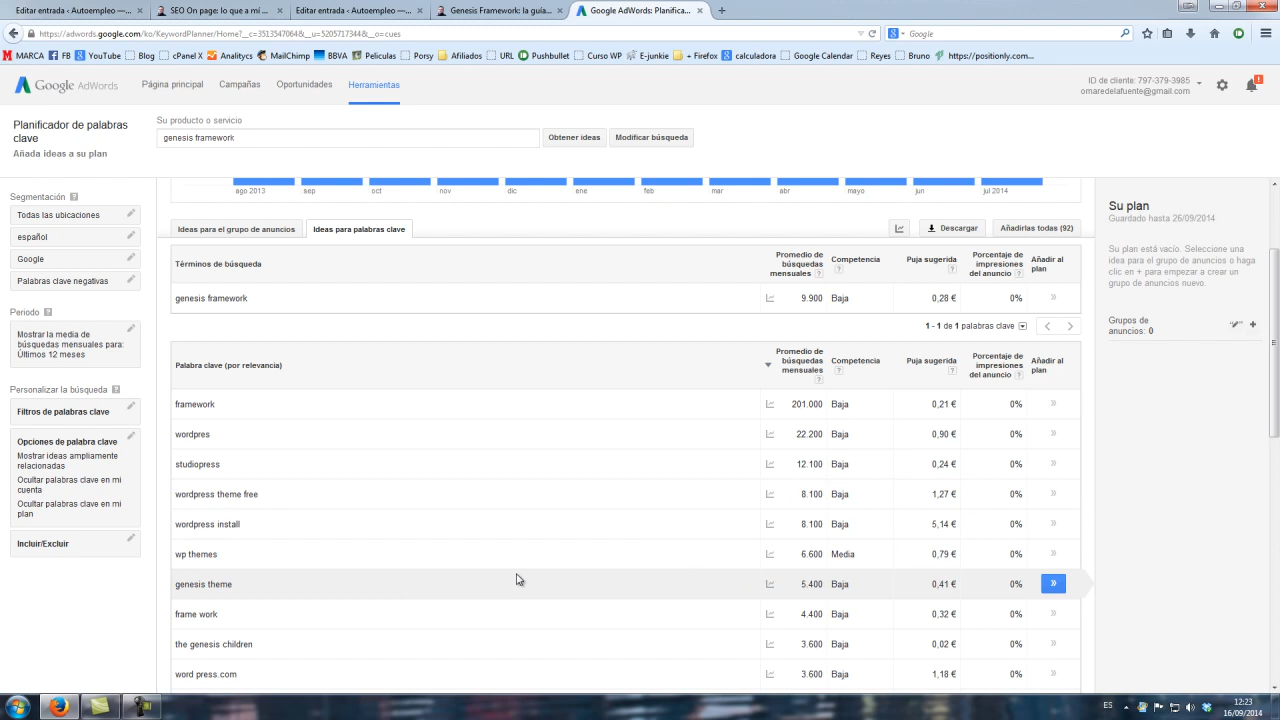 Editar entrada ‹ Autoempleo —...
SEO On page: lo que a mí ...
Editar entrada ‹ Autoempleo —...
Genesis Framework: la guía...
Google AdWords: Planificar...
https://adwords.google.com/ko/KeywordPlanner/Home?__c=3513547064&__u=5205717344&__o=cues
Google
MARCA FB YouTube Blog cPanel X Analitycs MailChimp BBVA Peliculas Porsy Afiliados URL Pushbullet Curso WP E-junkie + Firefox calculadora Google Calendar Reyes Bruno https://positionly.com...
Google AdWords
Página principal Campañas Oportunidades Herramientas
ID de cliente: 797-379-3985
omaredelafuente@gmail.com
Planificador de palabras
clave
Añada ideas a su plan
Su producto o servicio
genesis framework
Obtener ideas Modificar búsqueda
Segmentación ?
Todas las ubicaciones
español
Google
Palabras clave negativas
Periodo ?
Mostrar la media de
búsquedas mensuales para:
Últimos 12 meses
Personalizar la búsqueda ?
Filtros de palabras clave
Opciones de palabra clave
Mostrar ideas ampliamente
relacionadas
Ocultar palabras clave en mi
cuenta
Ocultar palabras clave en mi
plan
Incluir/Excluir
ago 2013 sep oct nov dic ene feb mar abr mayo jun jul 2014
Ideas para el grupo de anuncios Ideas para palabras clave
Descargar Añadirlas todas (92)
Términos de búsqueda
Promedio de
búsquedas
mensuales ?
Competencia
?
Puja sugerida
?
Porcentaje de
impresiones
del anuncio ?
Añadir al
plan
genesis framework 9.900 Baja 0,28 € 0% »
1 - 1 de 1 palabras clave
Palabra clave (por relevancia)
Promedio de
búsquedas
mensuales
?
Competencia
?
Puja sugerida
?
Porcentaje de
impresiones
del anuncio ?
Añadir al
plan
framework 201.000 Baja 0,21 € 0% »
wordpres 22.200 Baja 0,90 € 0% »
studiopress 12.100 Baja 0,24 € 0% »
wordpress theme free 8.100 Baja 1,27 € 0% »
wordpress install 8.100 Baja 5,14 € 0% »
wp themes 6.600 Media 0,79 € 0% »
genesis theme 5.400 Baja 0,41 € 0% »
frame work 4.400 Baja 0,32 € 0% »
the genesis children 3.600 Baja 0,02 € 0% »
word press.com 3.600 Baja 1,18 € 0% »
Su plan
Guardado hasta 26/09/2014
Su plan está vacío. Seleccione una
idea para el grupo de anuncios o haga
clic en + para empezar a crear un
grupo de anuncios nuevo.
Grupos de
anuncios: 0
ES
12:23
16/09/2014